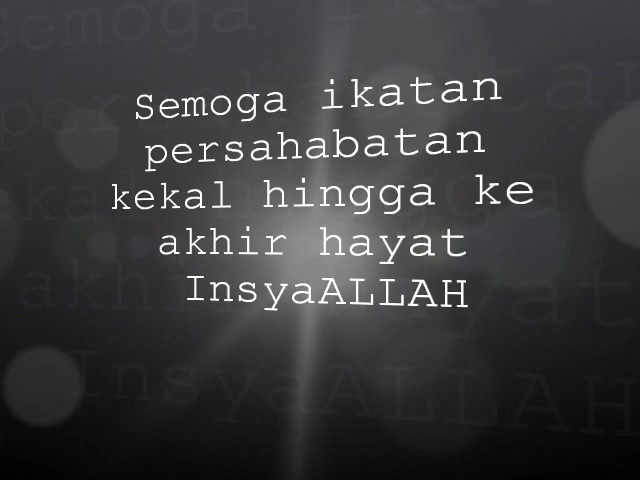 Semoga ikatan
persahabatan
kekal hingga ke
akhir hayat
InsyaALLAH